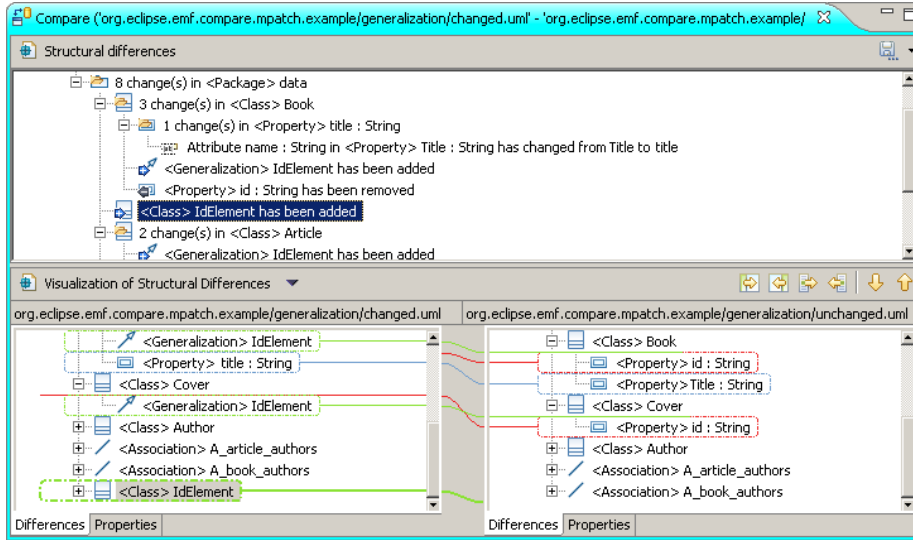 Compare ('org.eclipse.emf.compare.mpatch.example/generalization/changed.uml' - 'org.eclipse.emf.compare.mpatch.example/
Structural differences
8 change(s) in <Package> data
3 change(s) in <Class> Book
1 change(s) in <Property> title : String
Attribute name : String in <Property> Title : String has changed from Title to title
<Generalization> IdElement has been added
<Property> id : String has been removed
<Class> IdElement has been added
2 change(s) in <Class> Article
<Generalization> IdElement has been added
Visualization of Structural Differences
org.eclipse.emf.compare.mpatch.example/generalization/changed.uml
<Generalization> IdElement
<Property> title : String
<Class> Cover
<Generalization> IdElement
<Class> Author
<Association> A_article_authors
<Association> A_book_authors
<Class> IdElement
Differences Properties
org.eclipse.emf.compare.mpatch.example/generalization/unchanged.uml
<Class> Book
<Property> id : String
<Property> Title : String
<Class> Cover
<Property> id : String
<Class> Author
<Association> A_article_authors
<Association> A_book_authors
Differences Properties